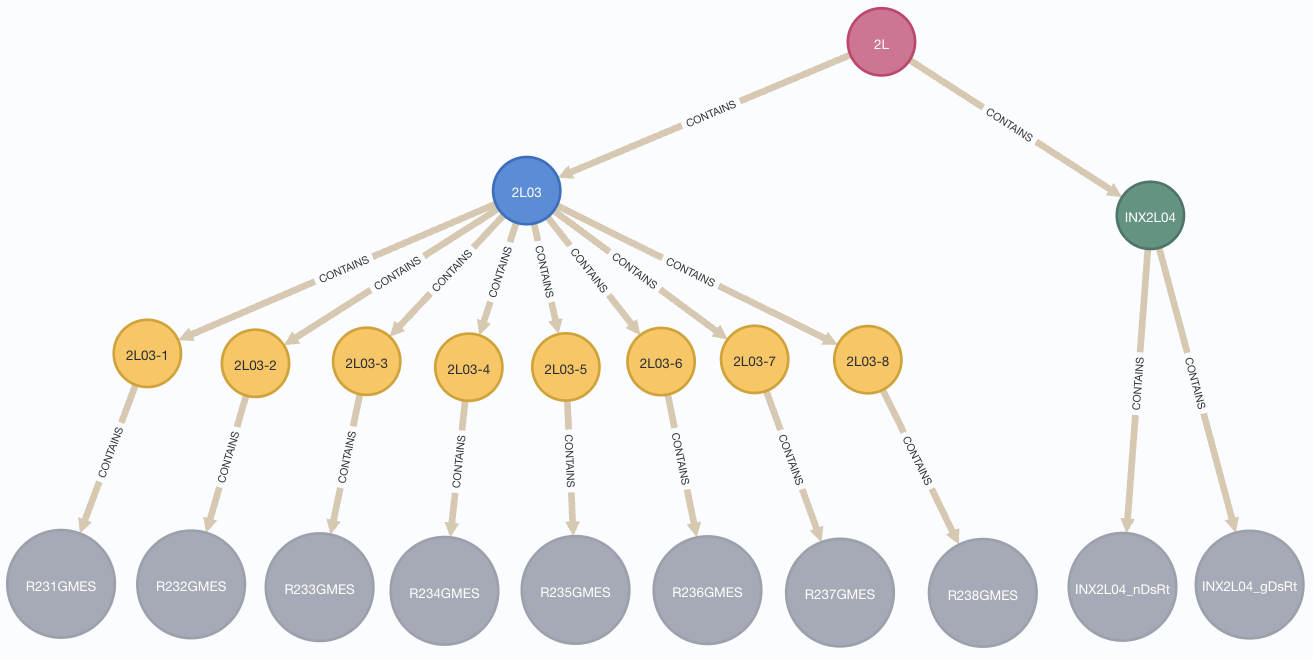 2L
CONTAINS
CONTAINS
2L03
INX2L04
CONTAINS
CONTAINS
CONTAINS
CONTAINS
CONTAINS
CONTAINS
CONTAINS
CONTAINS
2L03-1
2L03-2
2L03-3
2L03-4
2L03-5
2L03-6
2L03-7
2L03-8
CONTAINS
CONTAINS
CONTAINS
CONTAINS
CONTAINS
CONTAINS
CONTAINS
CONTAINS
CONTAINS
CONTAINS
R231GMES
R232GMES
R233GMES
R234GMES
R235GMES
R236GMES
R237GMES
R238GMES
INX2L04_nDsRt
INX2L04_gDsRt